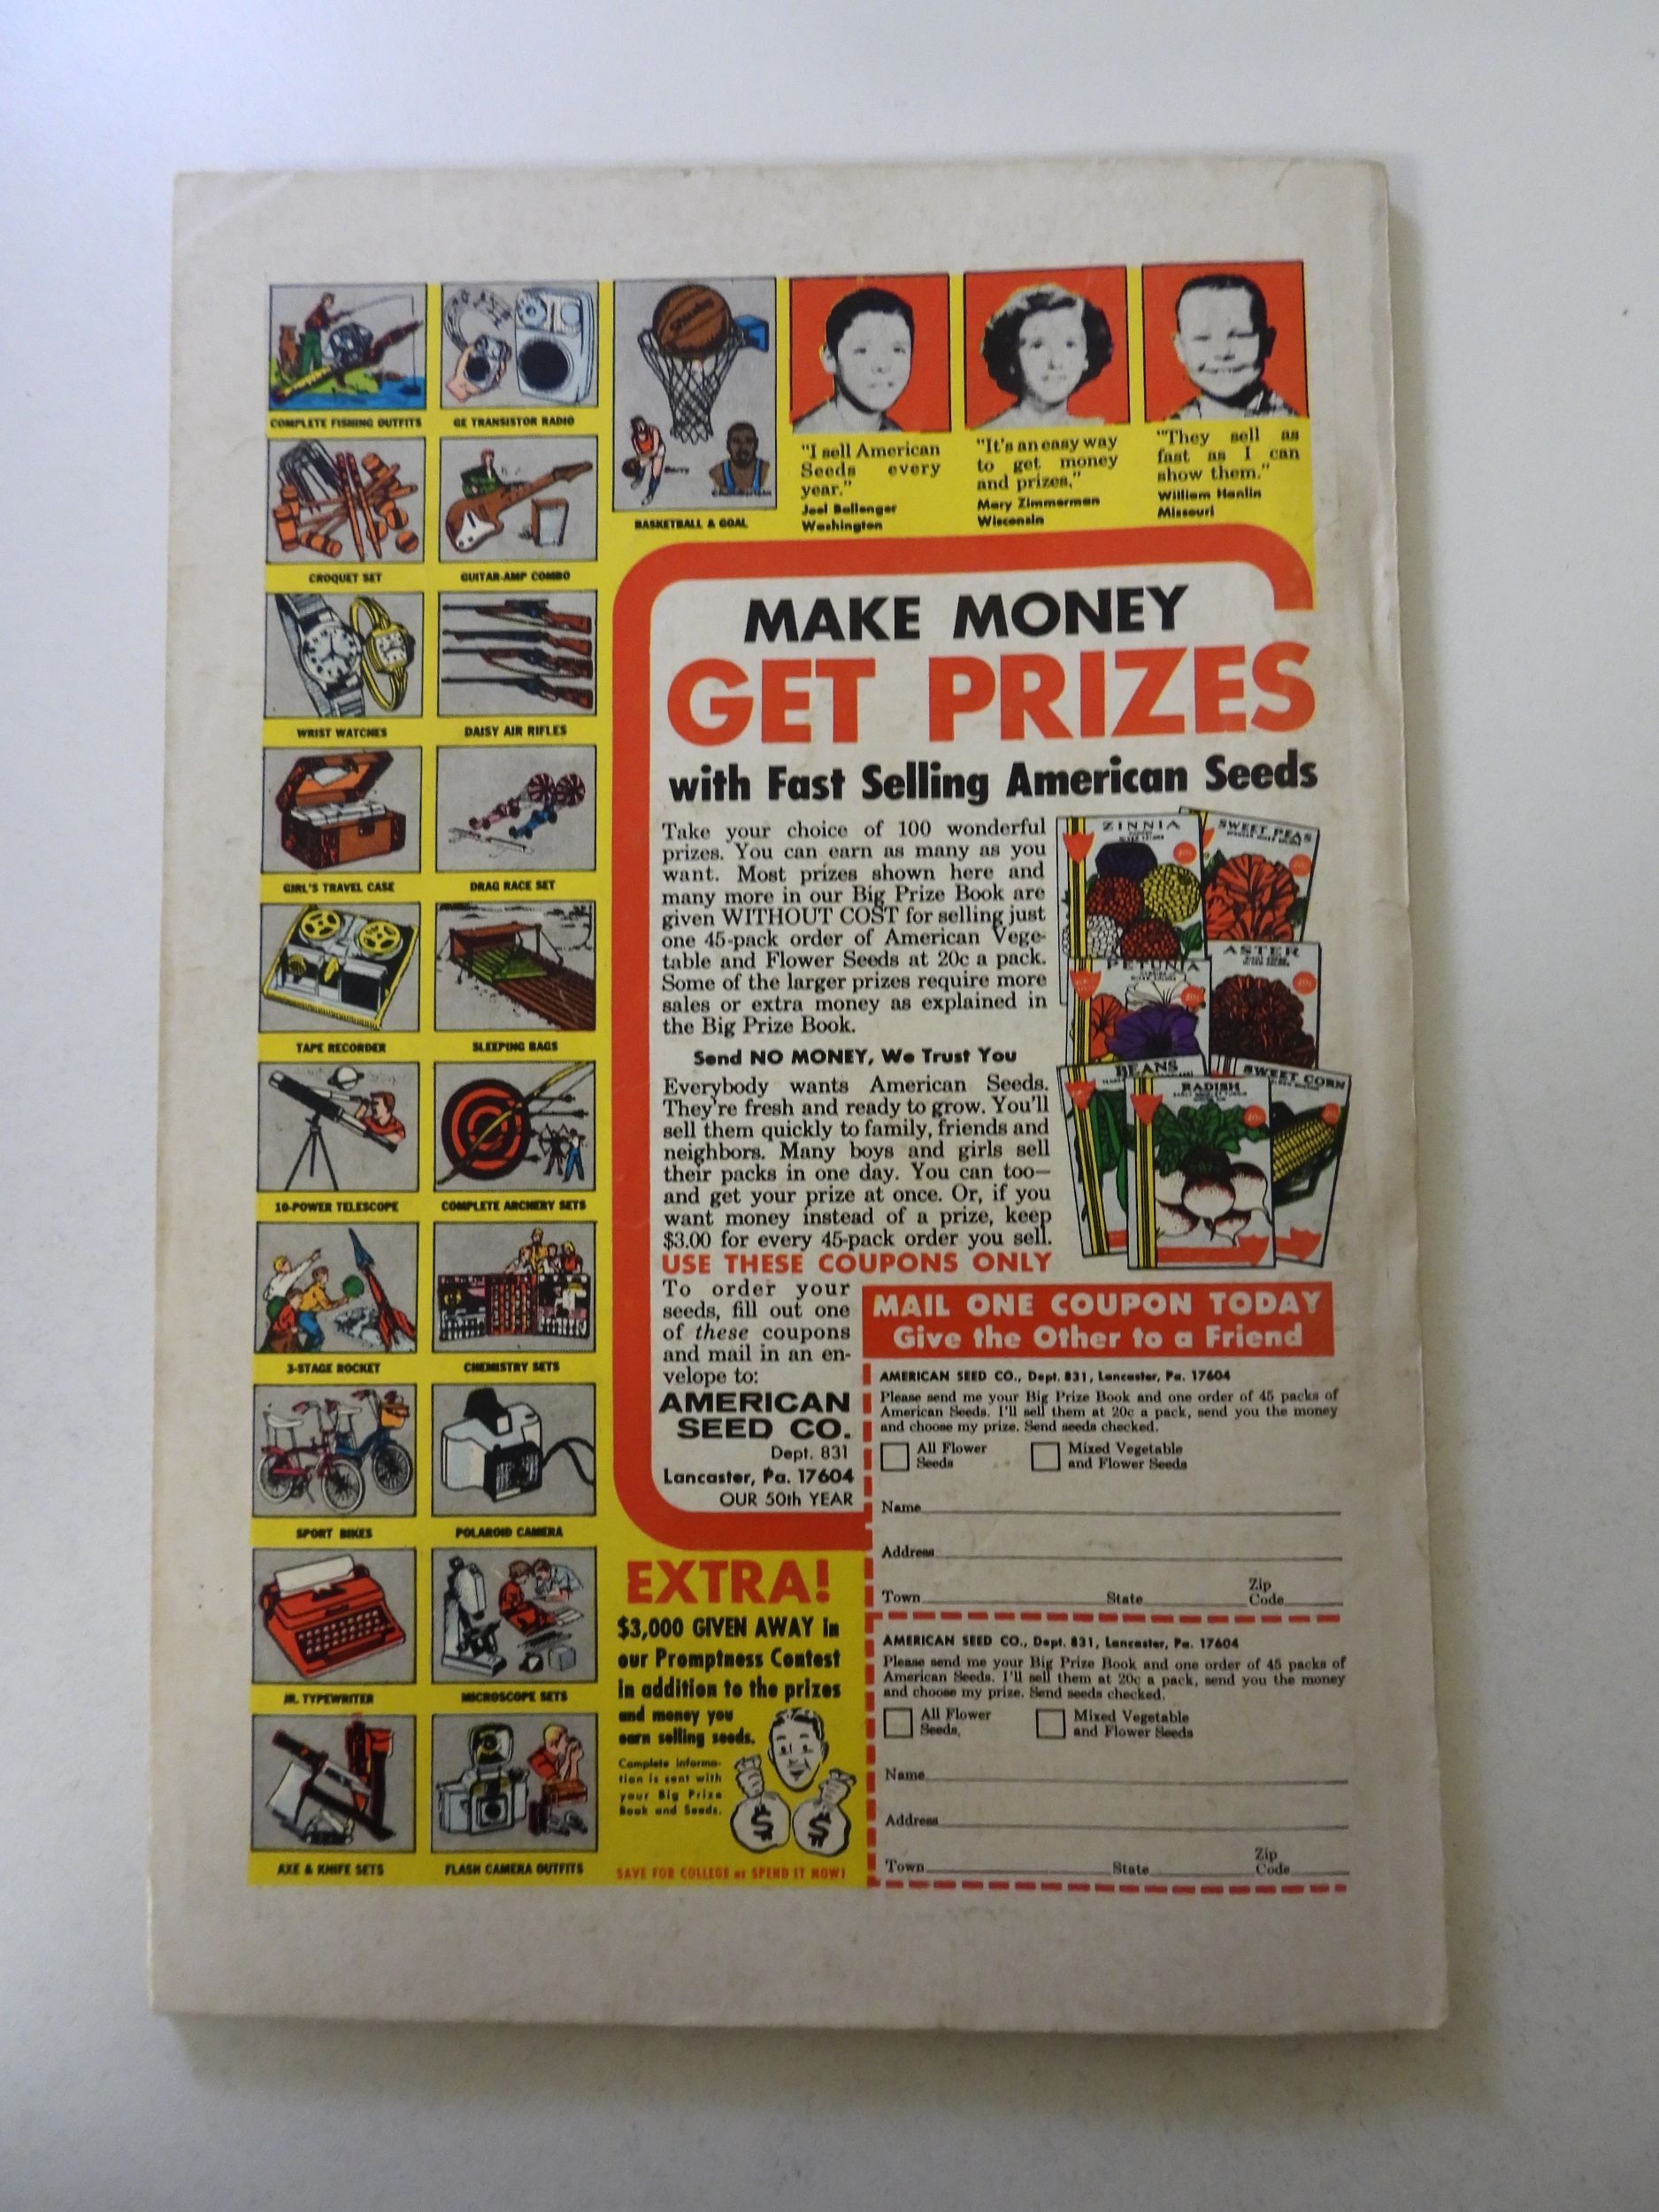 COMPLETE FISHING OUTFITS
GE TRANSISTOR RADIO
CROQUET SET
GUITAR-AMP COMBO
WRIST WATCHES
DAISY AIR RIFLES
GIRL'S TRAVEL CASE
DRAG RACE SET
TAPE RECORDER
SLEEPING BAGS
10-POWER TELESCOPE
COMPLETE ARCHERY SETS
3-STAGE ROCKET
CHEMISTRY SETS
SPORT BIKES
POLAROID CAMERA
JR. TYPEWRITER
MICROSCOPE SETS
AXE & KNIFE SETS
FLASH CAMERA OUTFITS
Barry
Chamberlain
BASKETBALL & GOAL
"I sell American
Seeds every
year."
Joel Ballenger
Washington
"It's an easy way
to get money
and prizes,"
Mary Zimmerman
Wisconsin
"They sell as
fast as I can
show them."
William Hanlin
Missouri
MAKE MONEY
GET PRIZES
with Fast Selling American Seeds
Take your choice of 100 wonderful
prizes. You can earn as many as you
want. Most prizes shown here and
many more in our Big Prize Book are
given WITHOUT COST for selling just
one 45-pack order of American Vege-
table and Flower Seeds at 20c a pack.
Some of the larger prizes require more
sales or extra money as explained in
the Big Prize Book.
Send NO MONEY, We Trust You
Everybody wants American Seeds.
They're fresh and ready to grow. You'll
sell them quickly to family, friends and
neighbors. Many boys and girls sell
their packs in one day. You can too—
and get your prize at once. Or, if you
want money instead of a prize, keep
$3.00 for every 45-pack order you sell.
USE THESE COUPONS ONLY
To order your
seeds, fill out one
of these coupons
and mail in an en-
velope to:
AMERICAN
SEED CO.
Dept. 831
Lancaster, Pa. 17604
OUR 50th YEAR
ZINNIA
SWEET PEAS
PETUNIA
ASTER
BEANS
RADISH
SWEET CORN
MAIL ONE COUPON TODAY
Give the Other to a Friend
AMERICAN SEED CO., Dept. 831, Lancaster, Pa. 17604
Please send me your Big Prize Book and one order of 45 packs of
American Seeds. I'll sell them at 20c a pack, send you the money
and choose my prize. Send seeds checked.
All Flower
Seeds
Mixed Vegetable
and Flower Seeds
Name
Address
Town State Zip Code
AMERICAN SEED CO., Dept. 831, Lancaster, Pa. 17604
Please send me your Big Prize Book and one order of 45 packs of
American Seeds. I'll sell them at 20c a pack, send you the money
and choose my prize. Send seeds checked.
All Flower
Seeds,
Mixed Vegetable
and Flower Seeds
Name
Address
Town State Zip Code
EXTRA!
$3,000 GIVEN AWAY in
our Promptness Contest
in addition to the prizes
and money you
earn selling seeds.
Complete informa-
tion is sent with
your Big Prize
Book and Seeds.
$ $
SAVE FOR COLLEGE or SPEND IT NOW!